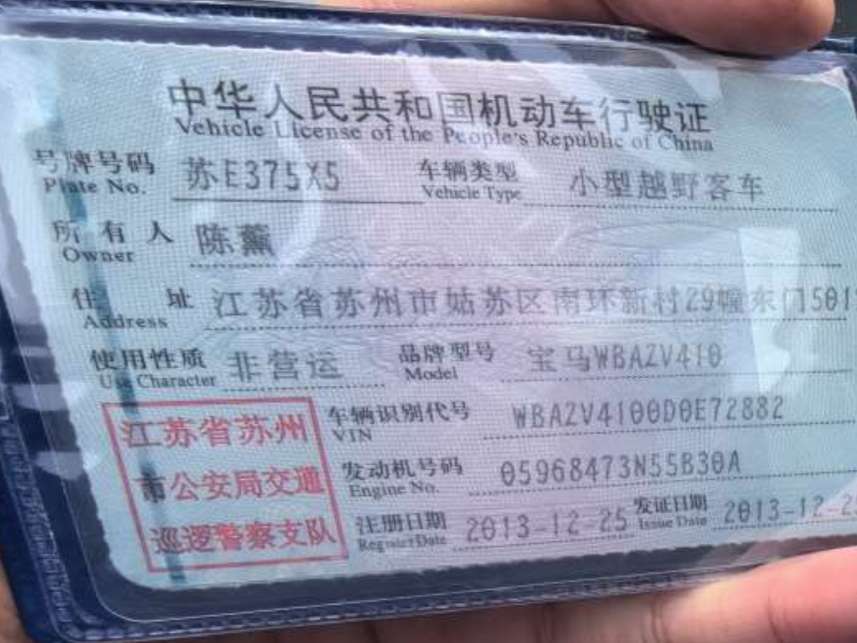 中华人民共和国机动车行驶证
Vehicle License of the People's Republic of China
号牌号码 苏E375X5 车辆类型 小型越野客车
Plate No. Vehicle Type
所有人 陈薰
Owner
住址 江苏省苏州市姑苏区南环新村29幢东门1501
Address
使用性质 非营运 品牌型号 宝马WBAZV410
Use Character Model
江苏省苏州
市公安局交通
巡逻警察支队
车辆识别代号 WBAZV4100D0E72882
VIN
发动机号码 05968473N55B30A
Engine No.
注册日期 2013-12-25 发证日期 2013-12-2
Register Date Issue Date